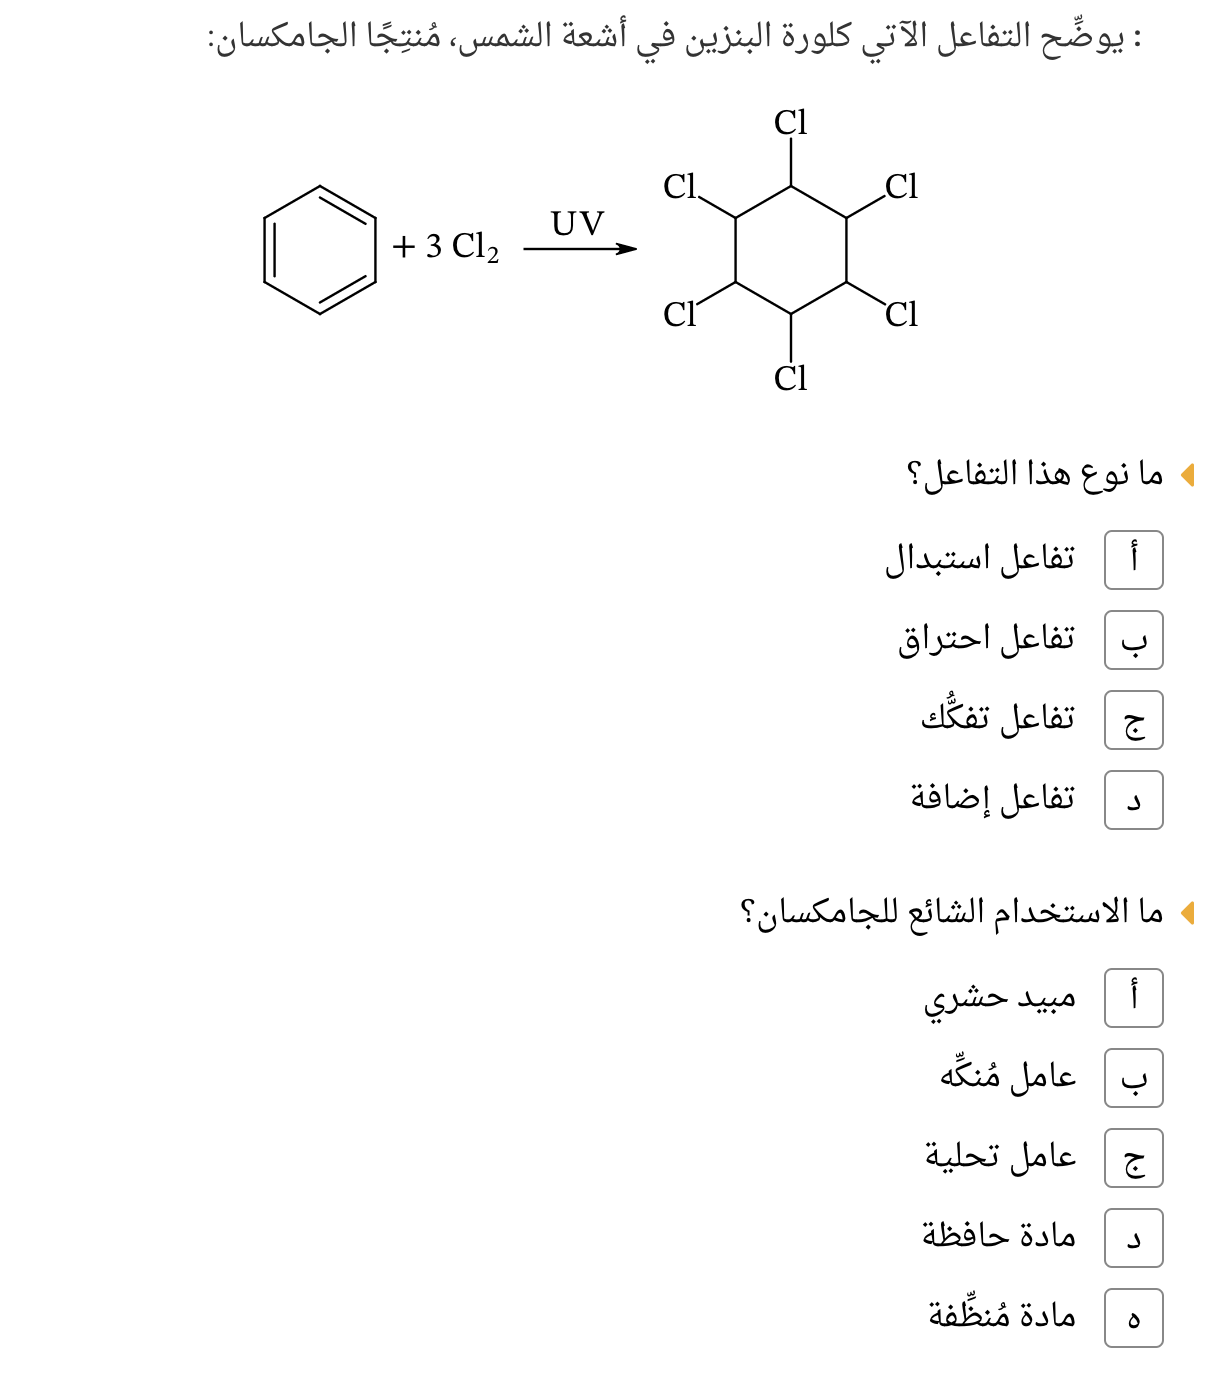 : يوضِّح التفاعل الآتي كلورة البنزين في أشعة الشمس، مُنتِجًا الجامكسان:
Cl
Cl Cl
+ 3 Cl₂ UV
Cl Cl
Cl
ما نوع هذا التفاعل؟
أ تفاعل استبدال
ب تفاعل احتراق
ج تفاعل تفكُّك
د تفاعل إضافة
ما الاستخدام الشائع للجامكسان؟
أ مبيد حشري
ب عامل مُنكِّه
ج عامل تحلية
د مادة حافظة
ه مادة مُنظِّفة